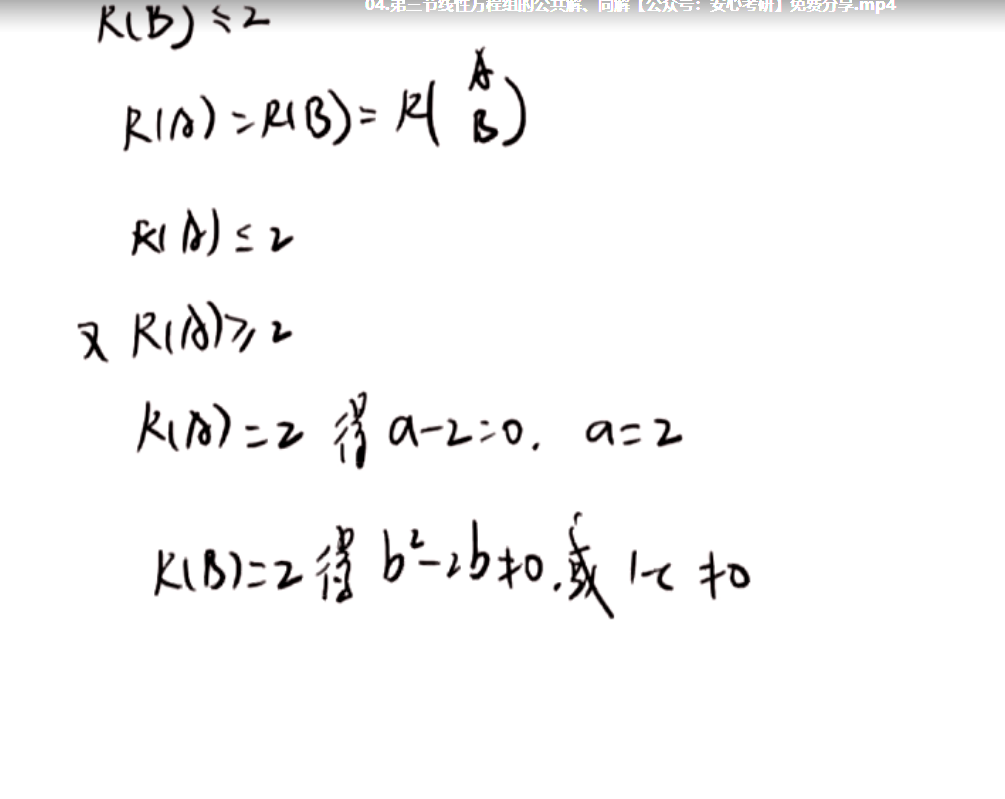 04.第三节线性方程组的公共解、同解【公众号：安心考研】免费分享.mp4
R(B)≤2
R(A)=R(B)=R(A B)
R(A)≤2
又 R(A)≥2
R(A)=2 得 a-2=0. a=2
R(B)=2 得 b²-2b≠0.或 1-c≠0